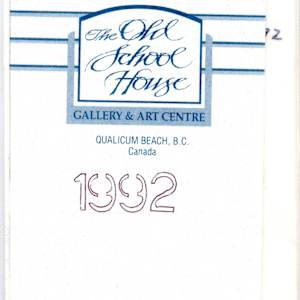 The Old
School
House
GALLERY & ART CENTRE
QUALICUM BEACH, B.C.
Canada
1992